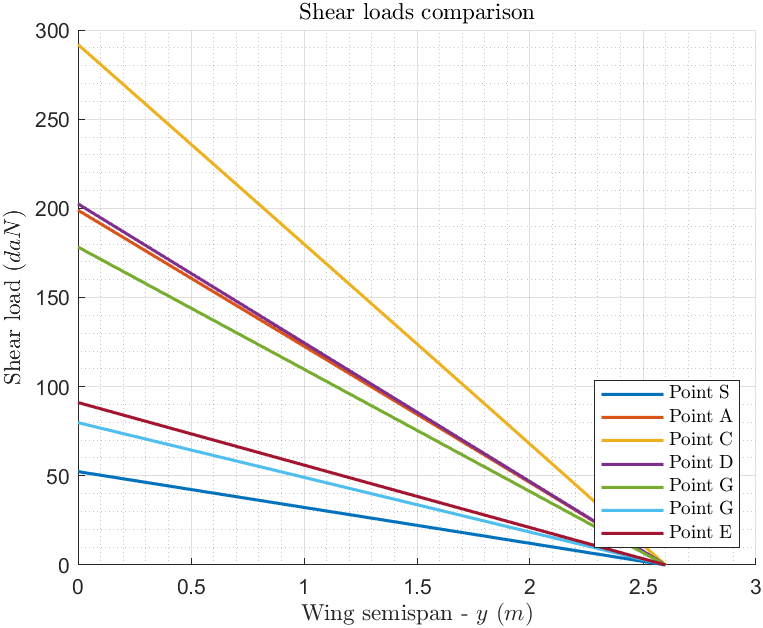 Shear loads comparison
300
250
200
150
100
50
0
Shear load (daN)
Point S
Point A
Point C
Point D
Point G
Point G
Point E
0 0.5 1 1.5 2 2.5 3
Wing semispan - y (m)